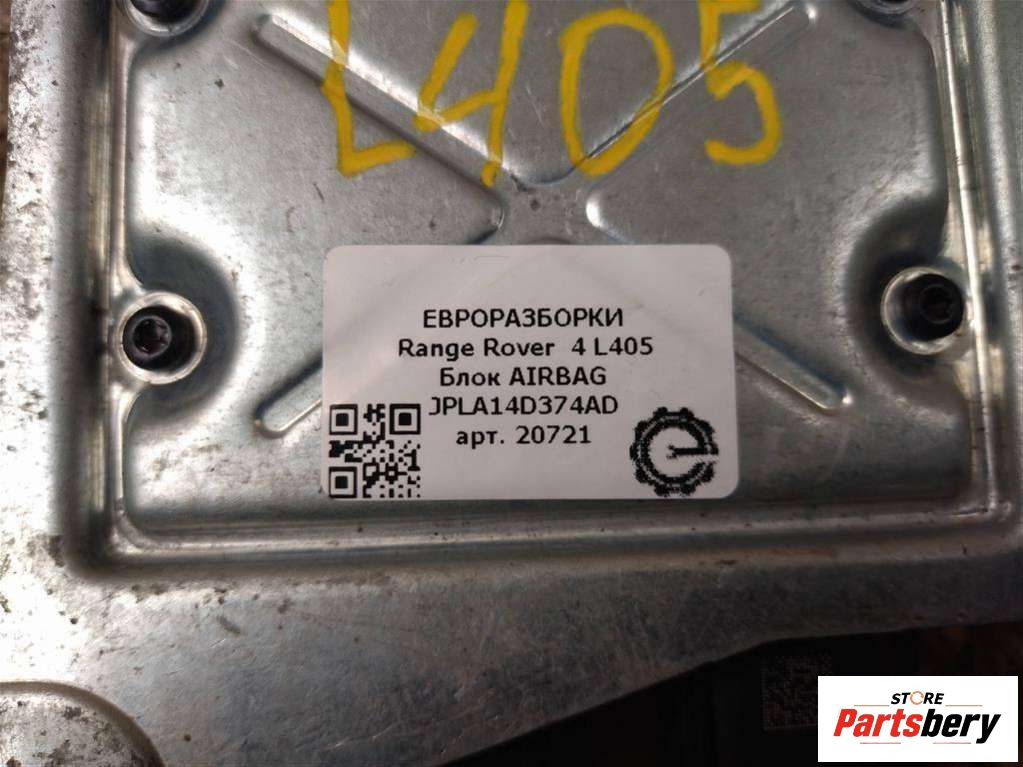 L405
ЕВРОРАЗБОРКИ
Range Rover 4 L405
Блок AIRBAG
JPLA14D374AD
арт. 20721
STORE
Partsbery